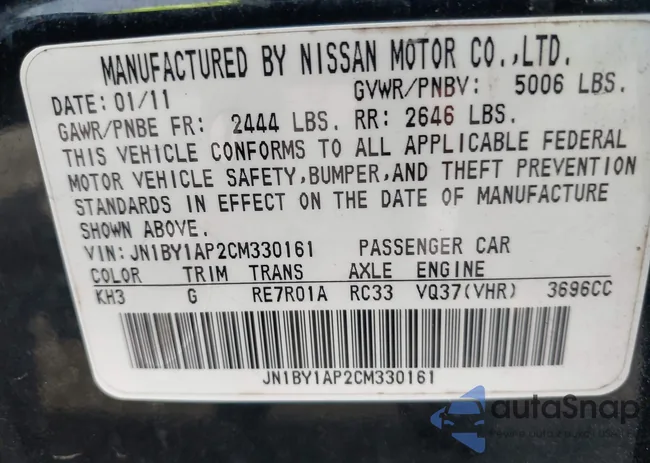 MANUFACTURED BY NISSAN MOTOR CO.,LTD.
DATE: 01/11 GVWR/PNBV: 5006 LBS.
GAWR/PNBE FR: 2444 LBS. RR: 2646 LBS.
THIS VEHICLE CONFORMS TO ALL APPLICABLE FEDERAL
MOTOR VEHICLE SAFETY,BUMPER,AND THEFT PREVENTION
STANDARDS IN EFFECT ON THE DATE OF MANUFACTURE
SHOWN ABOVE.
VIN:JN1BY1AP2CM330161 PASSENGER CAR
COLOR TRIM TRANS AXLE ENGINE
KH3 G RE7R01A RC33 VQ37(VHR) 3696CC
JN1BY1AP2CM330161
autoSnap